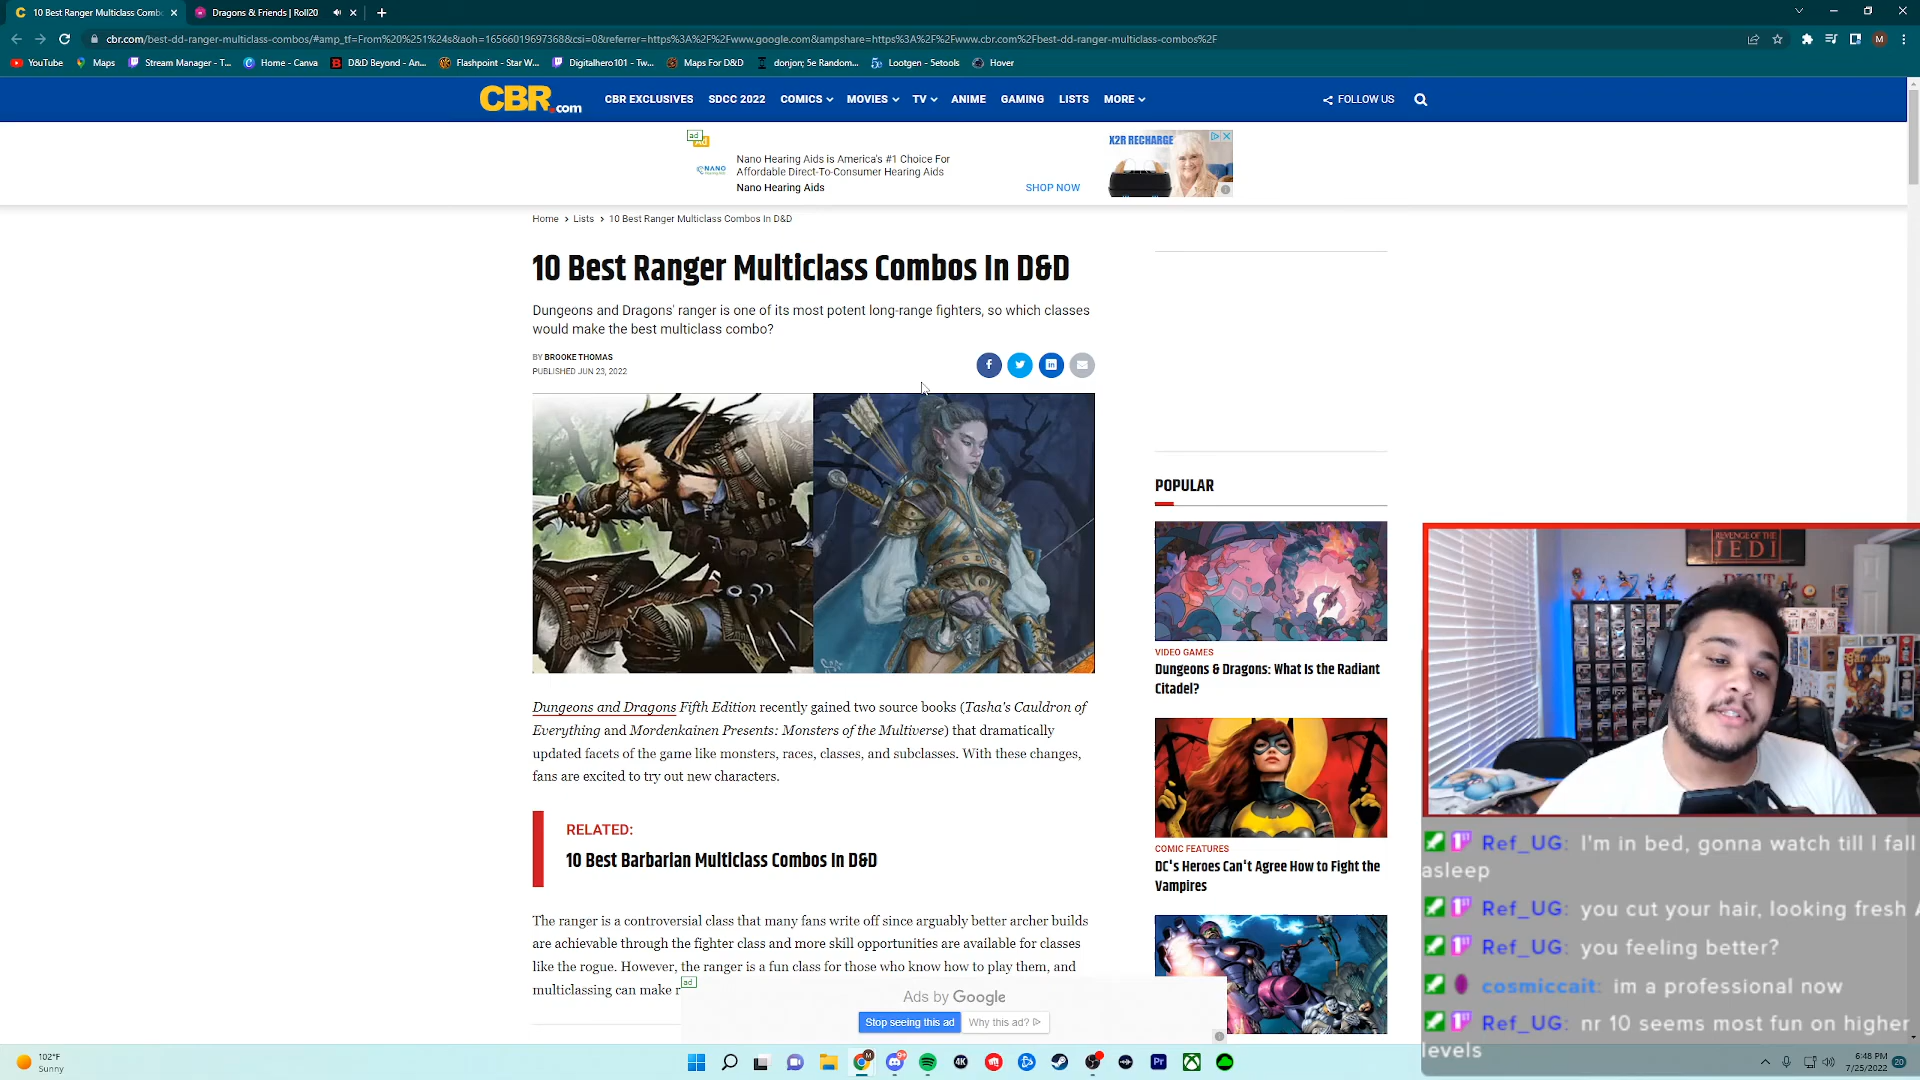 10 Best Ranger Multiclass Comb
Dragons & Friends | Roll20
cbr.com/best-dd-ranger-multiclass-combos/#amp_tf=From%20%251%24s&aoh=16566019697368&csi=0&referrer=https%3A%2F%2Fwww.google.com&ampshare=https%3A%2F%2Fwww.cbr.com%2Fbest-dd-ranger-multiclass-combos%2F
YouTube Maps Stream Manager - T... Home - Canva D&D Beyond - An... Flashpoint - Star W... Digitalhero101 - Tw... Maps For D&D donjon; 5e Random... Lootgen - 5etools Hover
CBR.com CBR EXCLUSIVES SDCC 2022 COMICS MOVIES TV ANIME GAMING LISTS MORE FOLLOW US
ad
Ad
Nano Hearing Aids is America's #1 Choice For
Affordable Direct-To-Consumer Hearing Aids
NANO
Nano Hearing Aids
SHOP NOW
X2R RECHARGE
Home > Lists > 10 Best Ranger Multiclass Combos In D&D
10 Best Ranger Multiclass Combos In D&D
Dungeons and Dragons' ranger is one of its most potent long-range fighters, so which classes
would make the best multiclass combo?
BY BROOKE THOMAS
PUBLISHED JUN 23, 2022
Dungeons and Dragons Fifth Edition recently gained two source books (Tasha's Cauldron of
Everything and Mordenkainen Presents: Monsters of the Multiverse) that dramatically
updated facets of the game like monsters, races, classes, and subclasses. With these changes,
fans are excited to try out new characters.
RELATED:
10 Best Barbarian Multiclass Combos In D&D
The ranger is a controversial class that many fans write off since arguably better archer builds
are achievable through the fighter class and more skill opportunities are available for classes
like the rogue. However, the ranger is a fun class for those who know how to play them, and
multiclassing can make r
ad
Ads by Google
Stop seeing this ad
Why this ad?
POPULAR
VIDEO GAMES
Dungeons & Dragons: What Is the Radiant
Citadel?
COMIC FEATURES
DC's Heroes Can't Agree How to Fight the
Vampires
REVENGE OF THE
JEDI
Ref_UG: I'm in bed, gonna watch till I fall
asleep
Ref_UG: you cut your hair, looking fresh
Ref_UG: you feeling better?
cosmiccait: im a professional now
Ref_UG: nr 10 seems most fun on higher
levels
102°F
Sunny
6:48 PM
7/25/2022
20